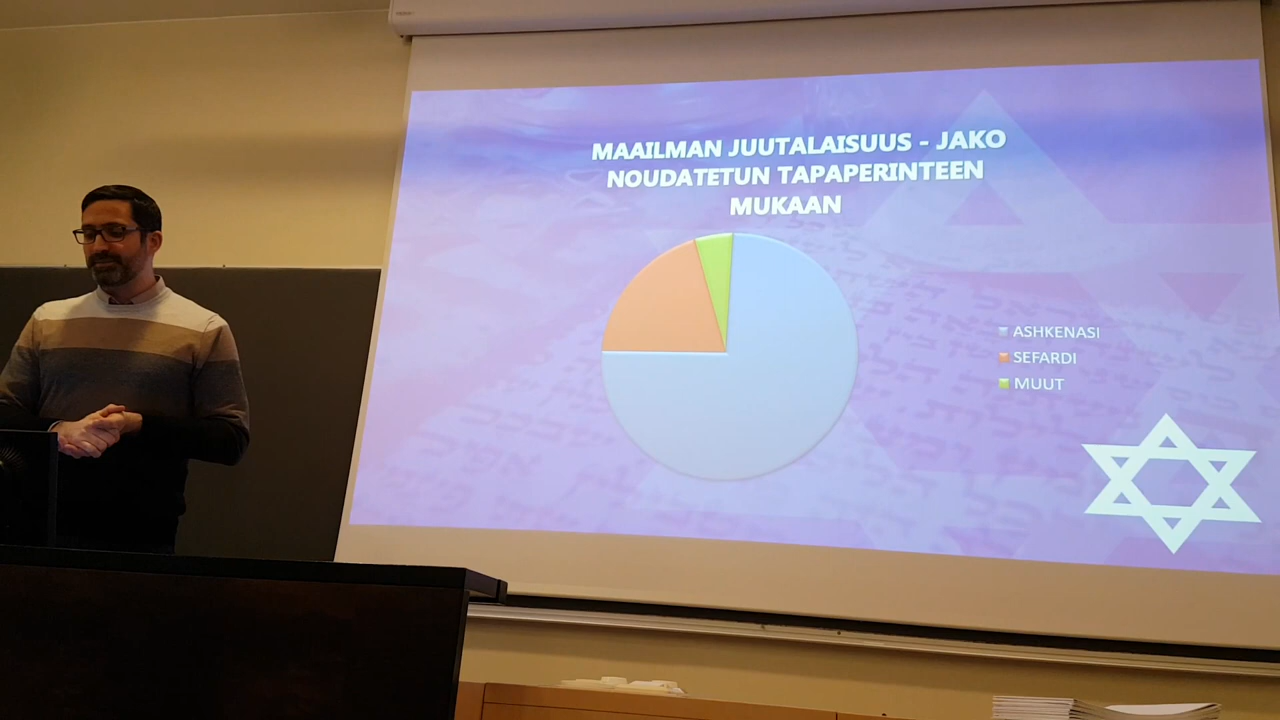 MAAILMAN JUUTALAISUUS - JAKO
NOUDATETUN TAPAPERINTEEN
MUKAAN
ASHKENASI
SEFARDI
MUUT